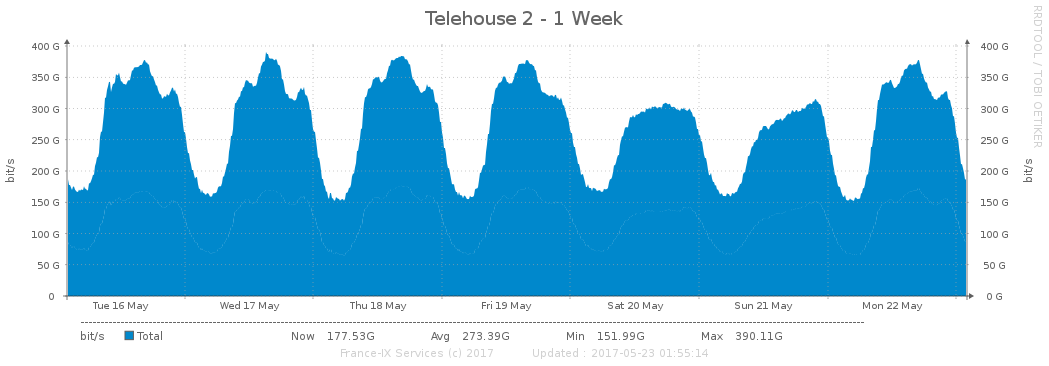 Telehouse 2 - 1 Week
RRDTOOL / TOBI OETIKER
bit/s
400 G 400 G
350 G 350 G
300 G 300 G
250 G 250 G
200 G 200 G
150 G 150 G
100 G 100 G
50 G 50 G
0 0 G
bit/s
Tue 16 May Wed 17 May Thu 18 May Fri 19 May Sat 20 May Sun 21 May Mon 22 May
bit/s Total Now 177.53G Avg 273.39G Min 151.99G Max 390.11G
France-IX Services (c) 2017 Updated : 2017-05-23 01:55:14